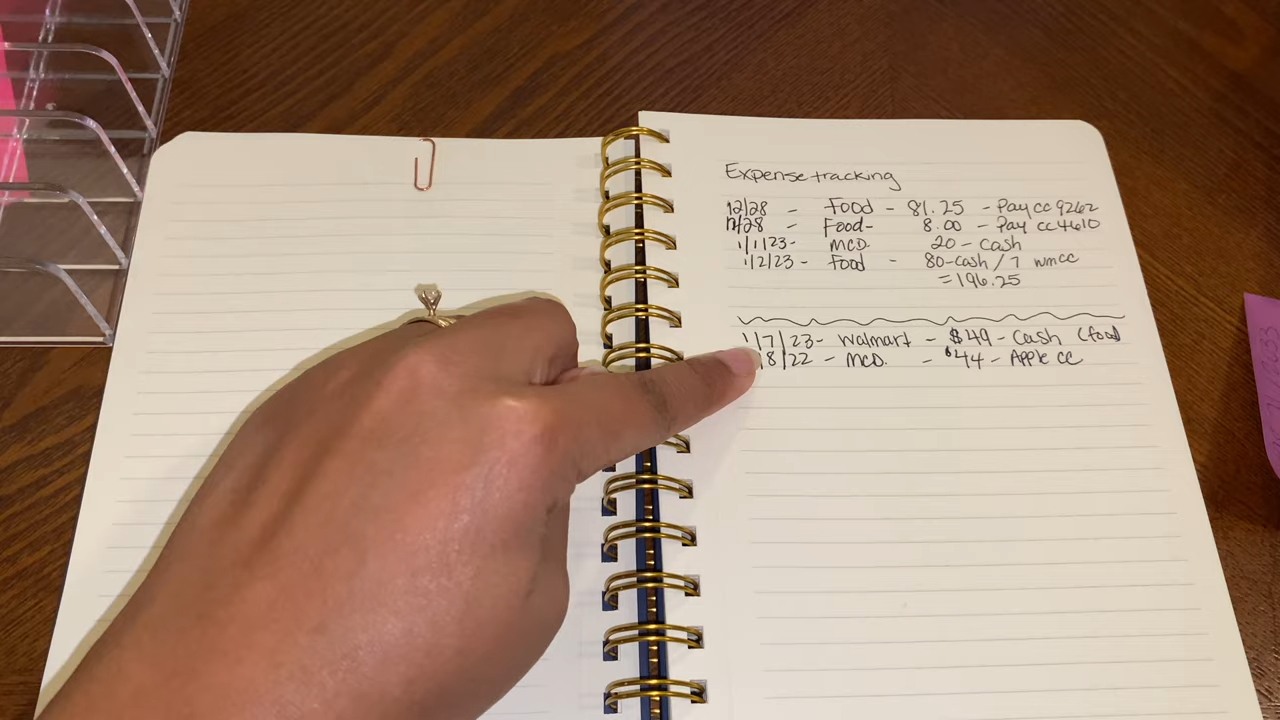 Expense tracking
12/28 - Food - 81.25 - Pay cc 9262
12/28 - Food - 8.00 - Pay cc 4610
1/1/23 - McD. 20 - cash
1/2/23 - Food - 80 - cash / 7 wmcc
= 196.25
1/7/23 - Walmart - $49 - Cash (food
8/22 - McD. - $44 - Apple cc